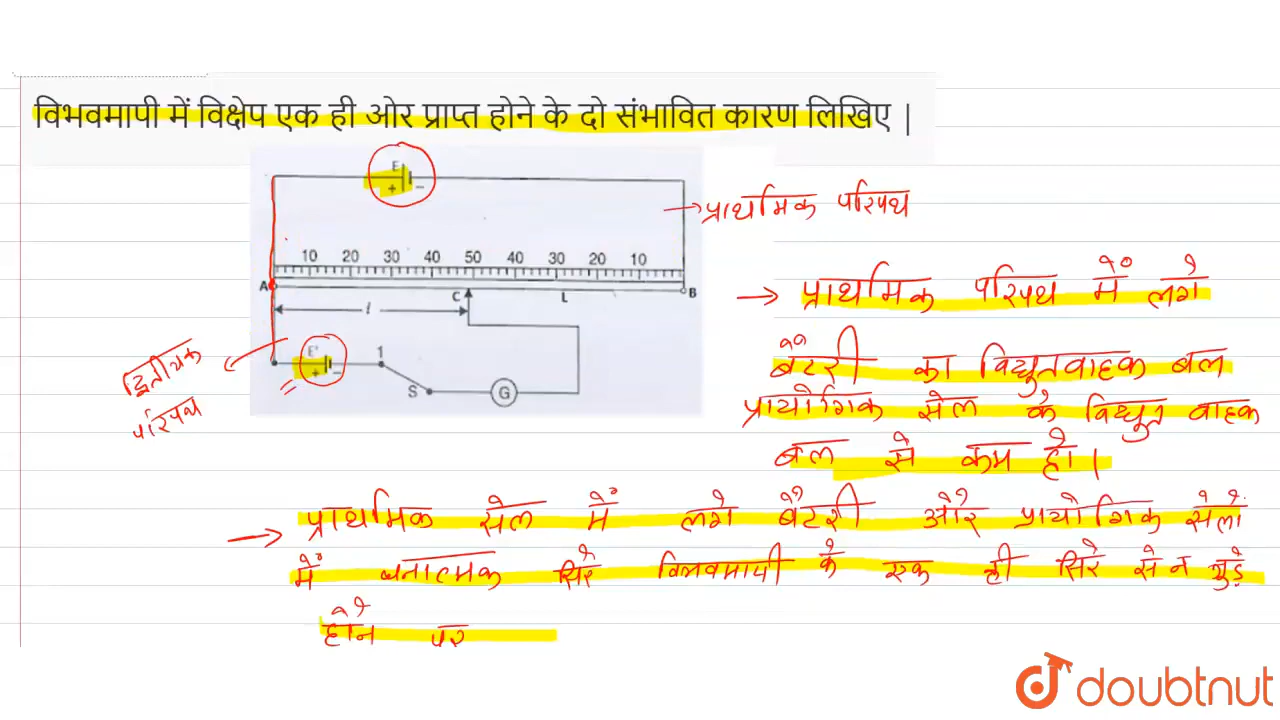 विभवमापी में विक्षेप एक ही ओर प्राप्त होने के दो संभावित कारण लिखिए |
E
+ −
→ प्राथमिक परिपथ
10 20 30 40 50 40 30 20 10
A C L B
l
→ प्राथमिक परिपथ में लगे
बैटरी का विद्युतवाहक बल
प्रायोगिक सेल के विद्युत वाहक
बल से कम हो |
द्वितीयक
परिपथ
E' 1
+ −
S G
→ प्राथमिक सेल में लगे बैटरी और प्रायोगिक सेलों
में धनात्मक सिरे विभवमापी के एक ही सिरे से न जुड़े
होने पर
doubtnut